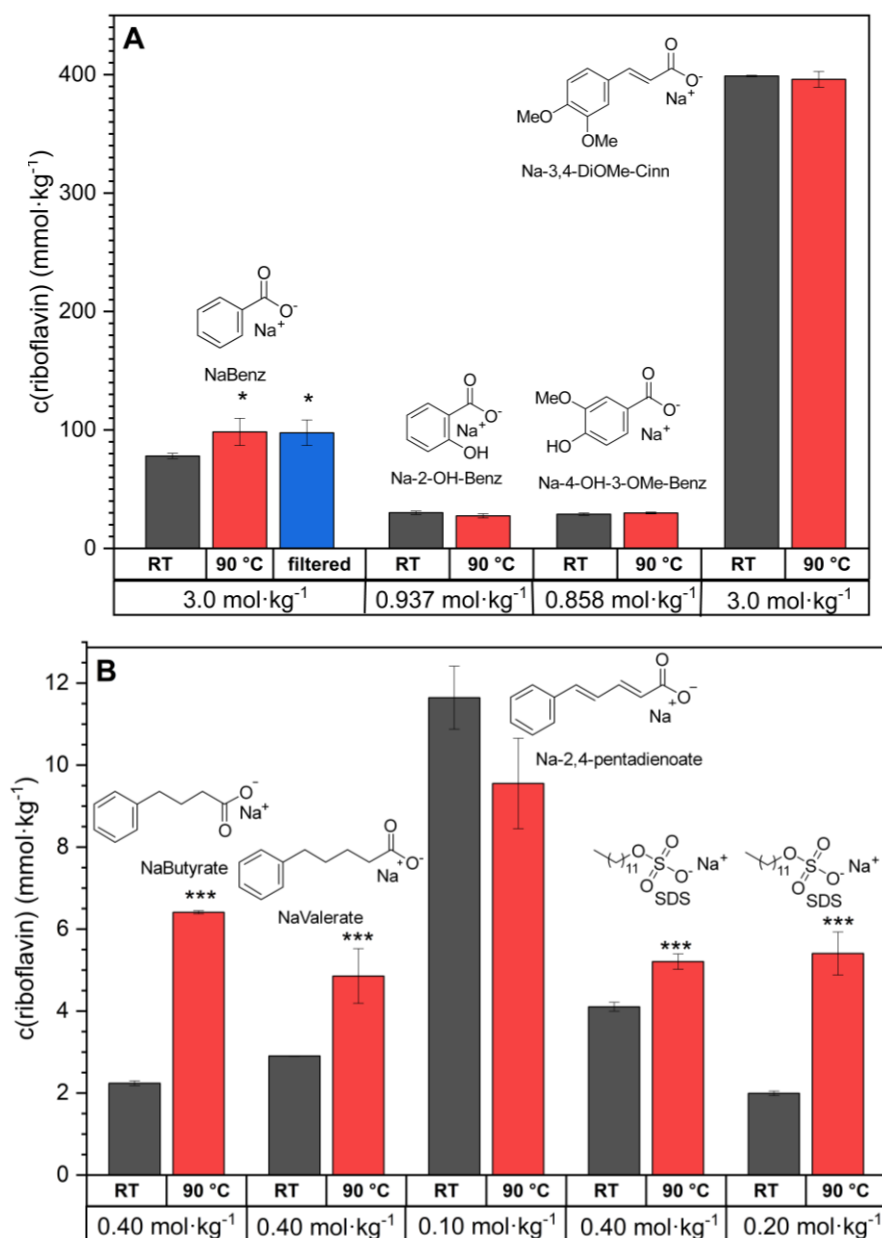 A
c(riboflavin) (mmol·kg⁻¹)
400
300
200
100
0
O
O⁻
Na⁺
MeO
OMe
Na-3,4-DiOMe-Cinn
O
O⁻
Na⁺
NaBenz
*
*
O
O⁻
Na⁺
OH
Na-2-OH-Benz
MeO
O
O⁻
HO
Na⁺
Na-4-OH-3-OMe-Benz
RT 90 °C filtered RT 90 °C RT 90 °C RT 90 °C
3.0 mol·kg⁻¹ 0.937 mol·kg⁻¹ 0.858 mol·kg⁻¹ 3.0 mol·kg⁻¹
B
c(riboflavin) (mmol·kg⁻¹)
12
10
8
6
4
2
0
O
O⁻
Na⁺
Na-2,4-pentadienoate
O⁻
Na⁺
O
NaButyrate
***
O
O⁻
Na⁺
NaValerate
***
( )₁₁
O
O
S
O
O⁻
Na⁺
SDS
***
( )₁₁
O
O
S
O
O⁻
Na⁺
SDS
***
RT 90 °C RT 90 °C RT 90 °C RT 90 °C RT 90 °C
0.40 mol·kg⁻¹ 0.40 mol·kg⁻¹ 0.10 mol·kg⁻¹ 0.40 mol·kg⁻¹ 0.20 mol·kg⁻¹